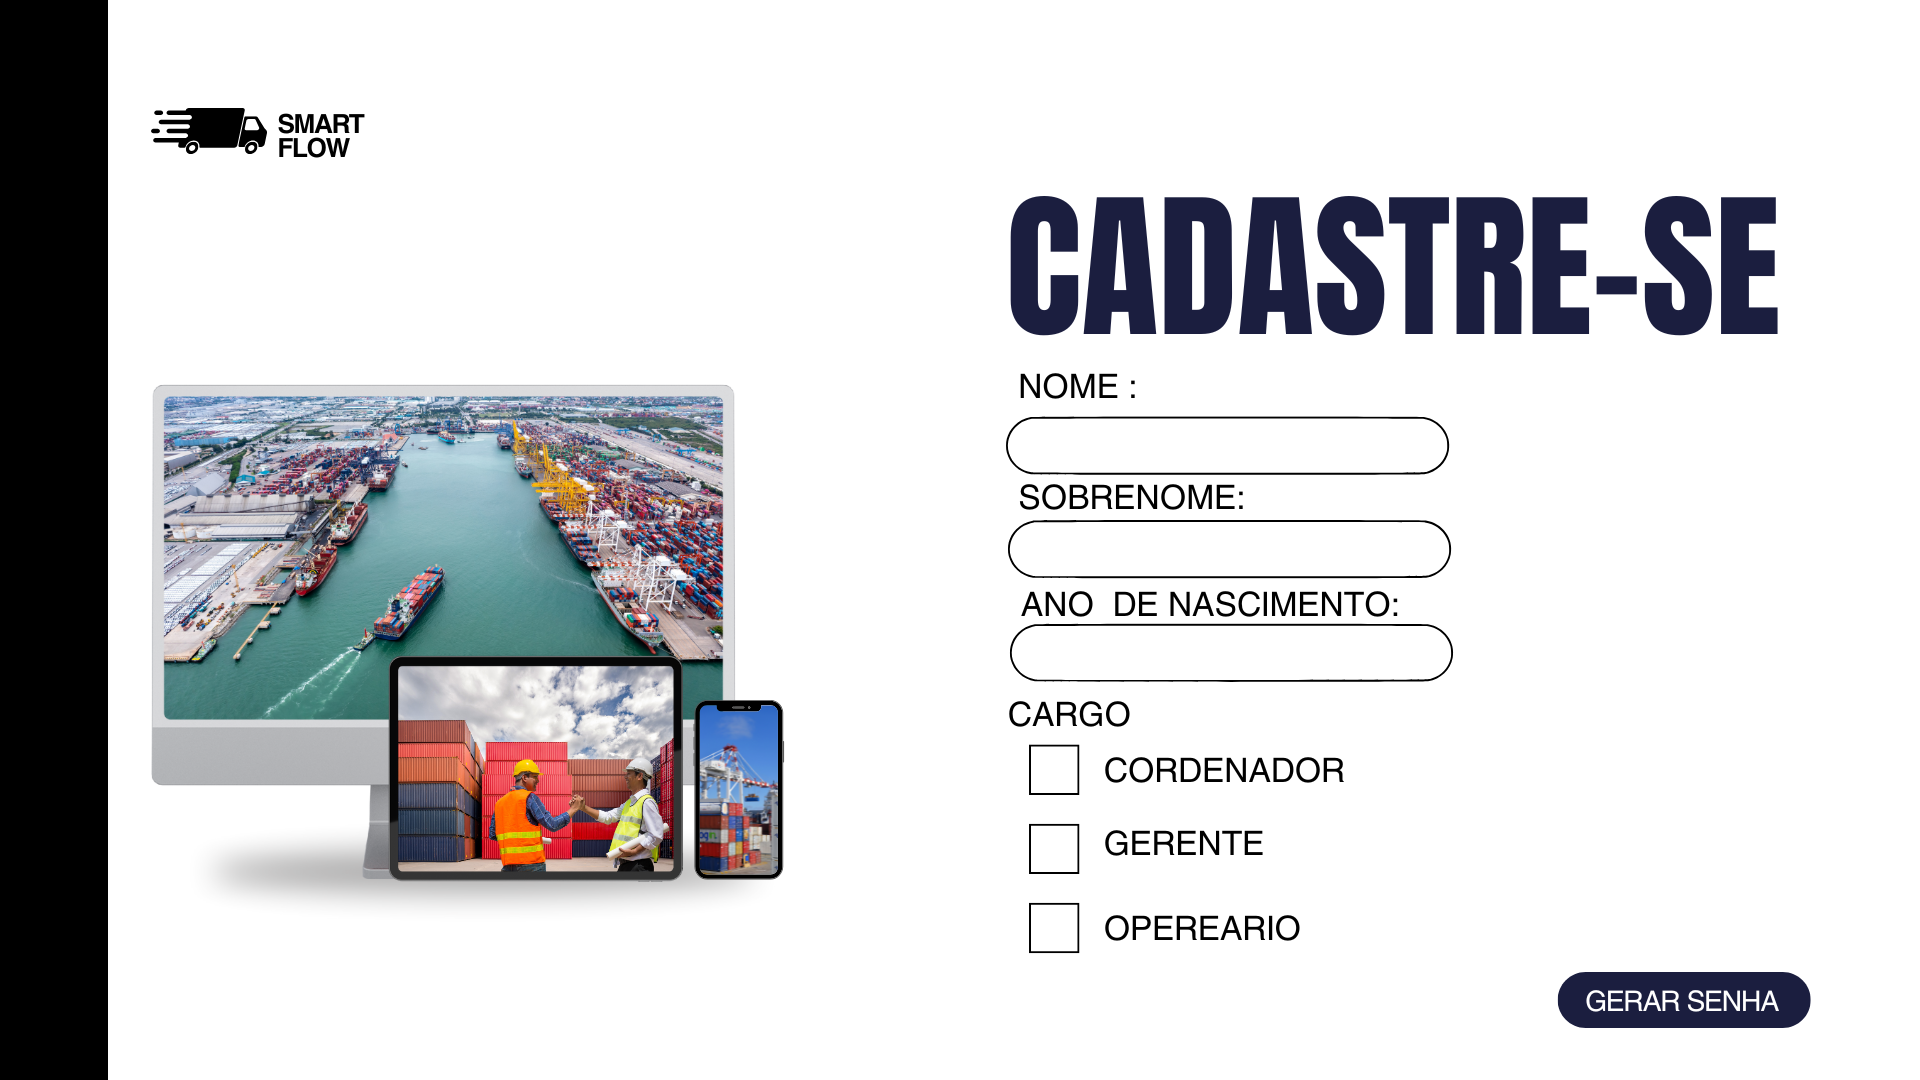 SMART
FLOW
CADASTRE-SE
NOME :
SOBRENOME:
ANO DE NASCIMENTO:
CARGO
CORDENADOR
GERENTE
OPEREARIO
GERAR SENHA